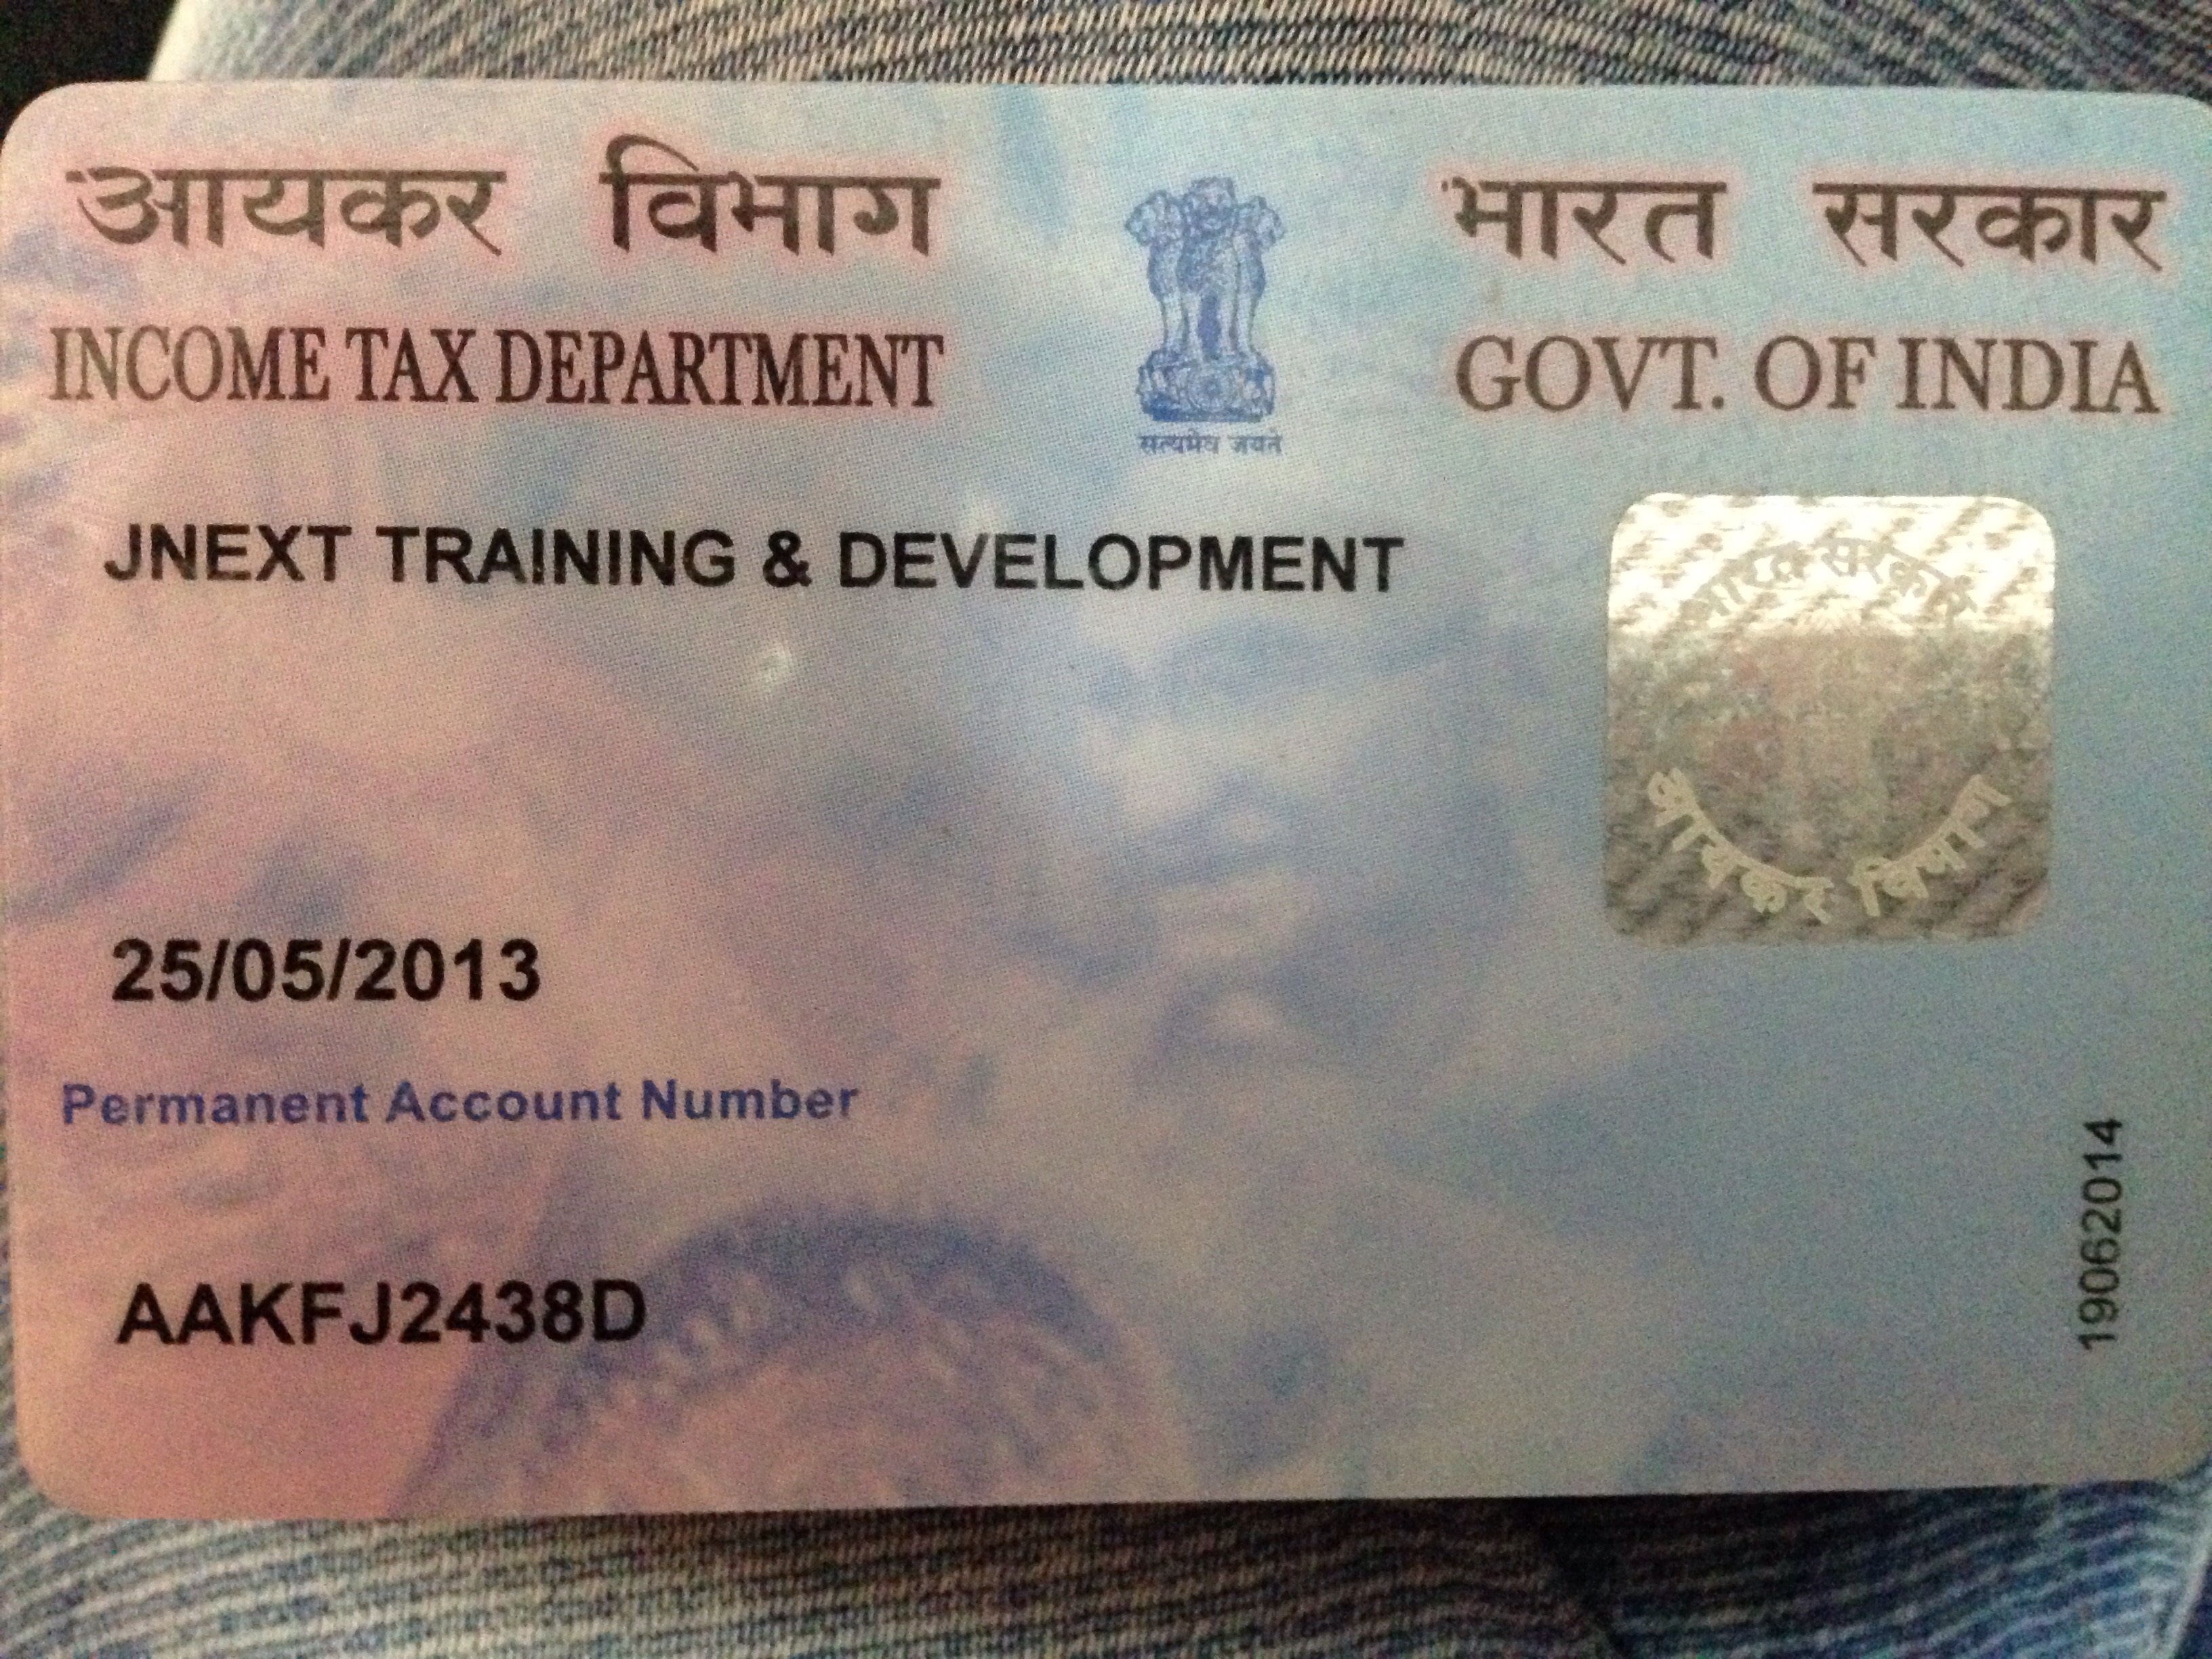 आयकर विभाग
INCOME TAX DEPARTMENT
सत्यमेव जयते
भारत सरकार
GOVT. OF INDIA
JNEXT TRAINING & DEVELOPMENT
25/05/2013
Permanent Account Number
AAKFJ2438D
19062014